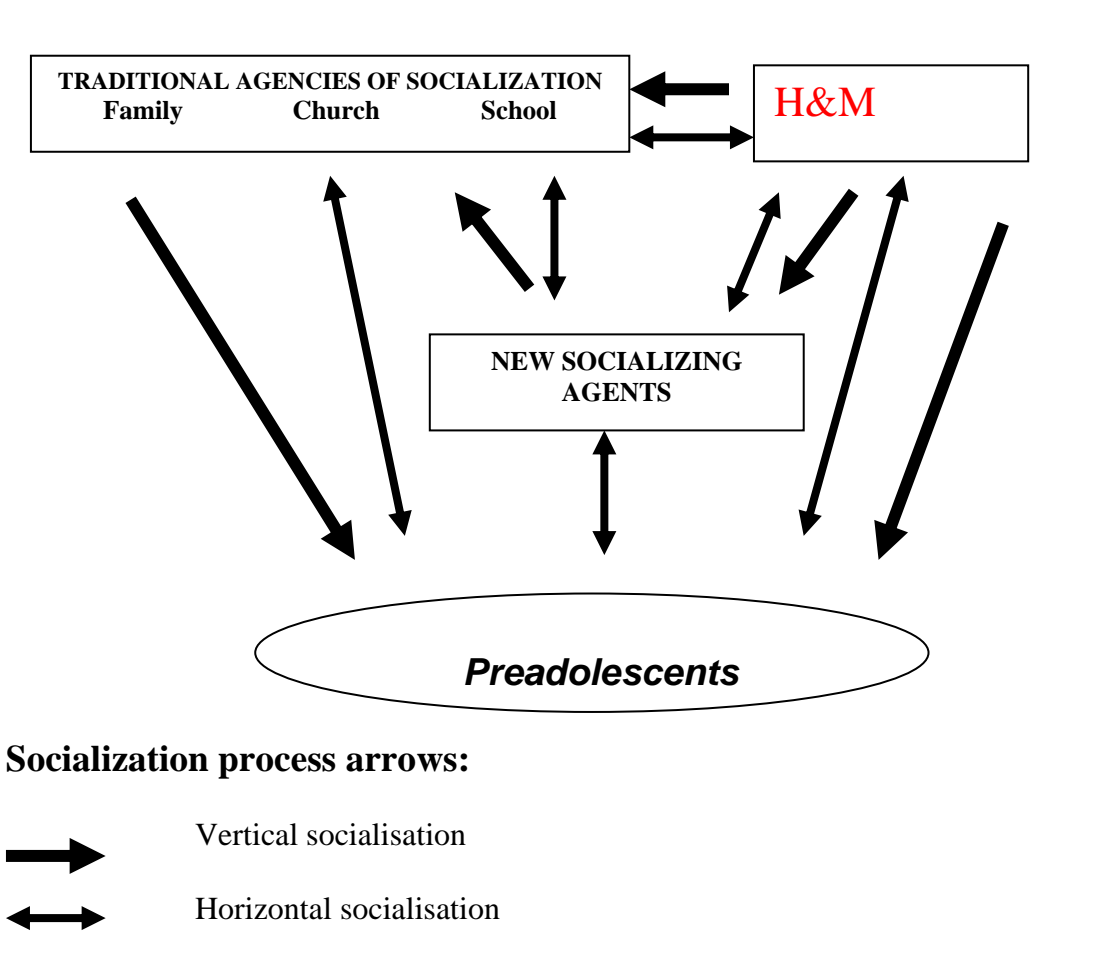 TRADITIONAL AGENCIES OF SOCIALIZATION
Family Church School
H&M
NEW SOCIALIZING
AGENTS
Preadolescents
Socialization process arrows:
Vertical socialisation
Horizontal socialisation